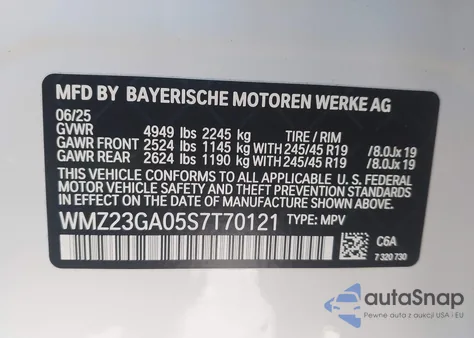 MFD BY BAYERISCHE MOTOREN WERKE AG
06/25
GVWR 4949 lbs 2245 kg TIRE / RIM
GAWR FRONT 2524 lbs 1145 kg WITH 245/45 R19 /8.0Jx 19
GAWR REAR 2624 lbs 1190 kg WITH 245/45 R19 /8.0Jx 19
THIS VEHICLE CONFORMS TO ALL APPLICABLE U.S. FEDERAL
MOTOR VEHICLE SAFETY, BUMPER, AND THEFT PREVENTION
STANDARDS IN EFFECT ON THE DATE OF MANUFACTURE SHOWN ABOVE.
WMZ23GA05S7T70121 TYPE: MPV
C6A
7 320 730
autoSnap
Pewne auta z aukcji USA i EU